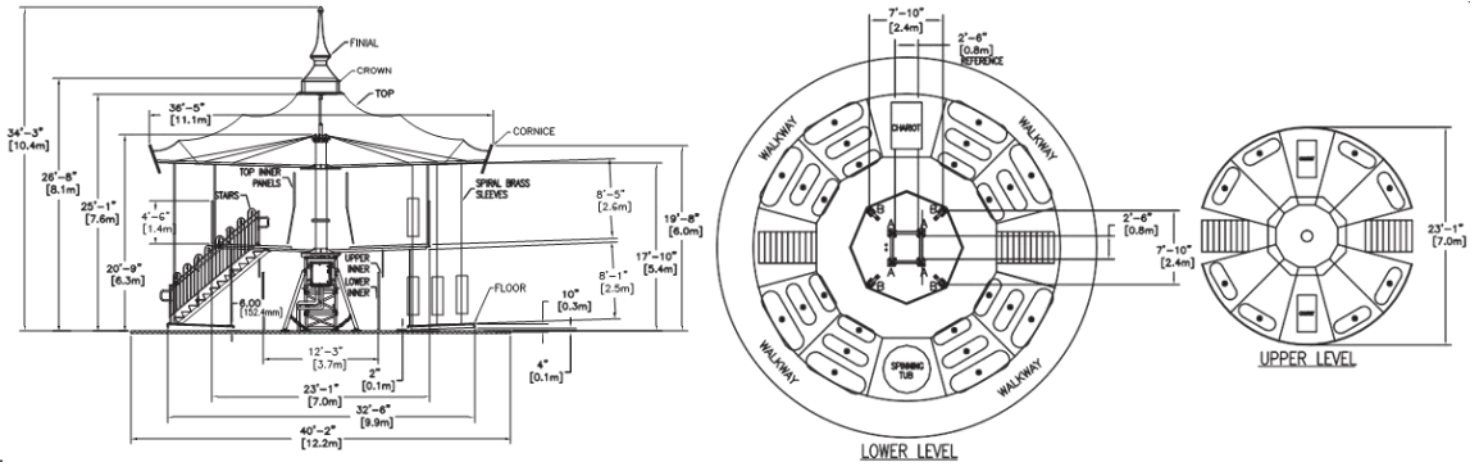 FINIAL
CROWN
TOP
36'-5"
[11.1m]
CORNICE
34'-3"
[10.4m]
26'-8"
[8.1m]
25'-1"
[7.6m]
20'-9"
[6.3m]
TOP INNER
PANELS
STAIRS
4'-6"
[1.4m]
SPIRAL BRASS
SLEEVES
8'-5"
[2.6m]
19'-8"
[6.0m]
17'-10"
[5.4m]
8'-1"
[2.5m]
UPPER
INNER
LOWER
INNER
6.00
[152.4mm]
FLOOR
10"
[0.3m]
12'-3"
[3.7m]
2"
[0.1m]
4"
[0.1m]
23'-1"
[7.0m]
32'-6"
[9.9m]
40'-2"
[12.2m]
7'-10"
[2.4m]
2'-6"
[0.8m]
REFERENCE
WALKWAY
CHARIOT
WALKWAY
B
B
A
A
A
A
B
B
2'-6"
[0.8m]
7'-10"
[2.4m]
WALKWAY
SPINNING
TUB
WALKWAY
LOWER LEVEL
23'-1"
[7.0m]
UPPER LEVEL